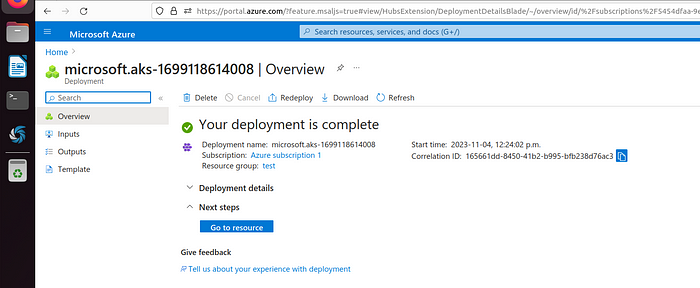 https://portal.azure.com/?feature.msaljs=true#view/HubsExtension/DeploymentDetailsBlade/~/overview/id/%2Fsubscriptions%2F5454dfaa-9e
Microsoft Azure
Search resources, services, and docs (G+/)
Home >
microsoft.aks-1699118614008 | Overview
Deployment
Search
Delete Cancel Redeploy Download Refresh
Overview
Inputs
Outputs
Template
Your deployment is complete
Deployment name: microsoft.aks-1699118614008
Subscription: Azure subscription 1
Resource group: test
Start time: 2023-11-04, 12:24:02 p.m.
Correlation ID: 165661dd-8450-41b2-b995-bfb238d76ac3
Deployment details
Next steps
Go to resource
Give feedback
Tell us about your experience with deployment